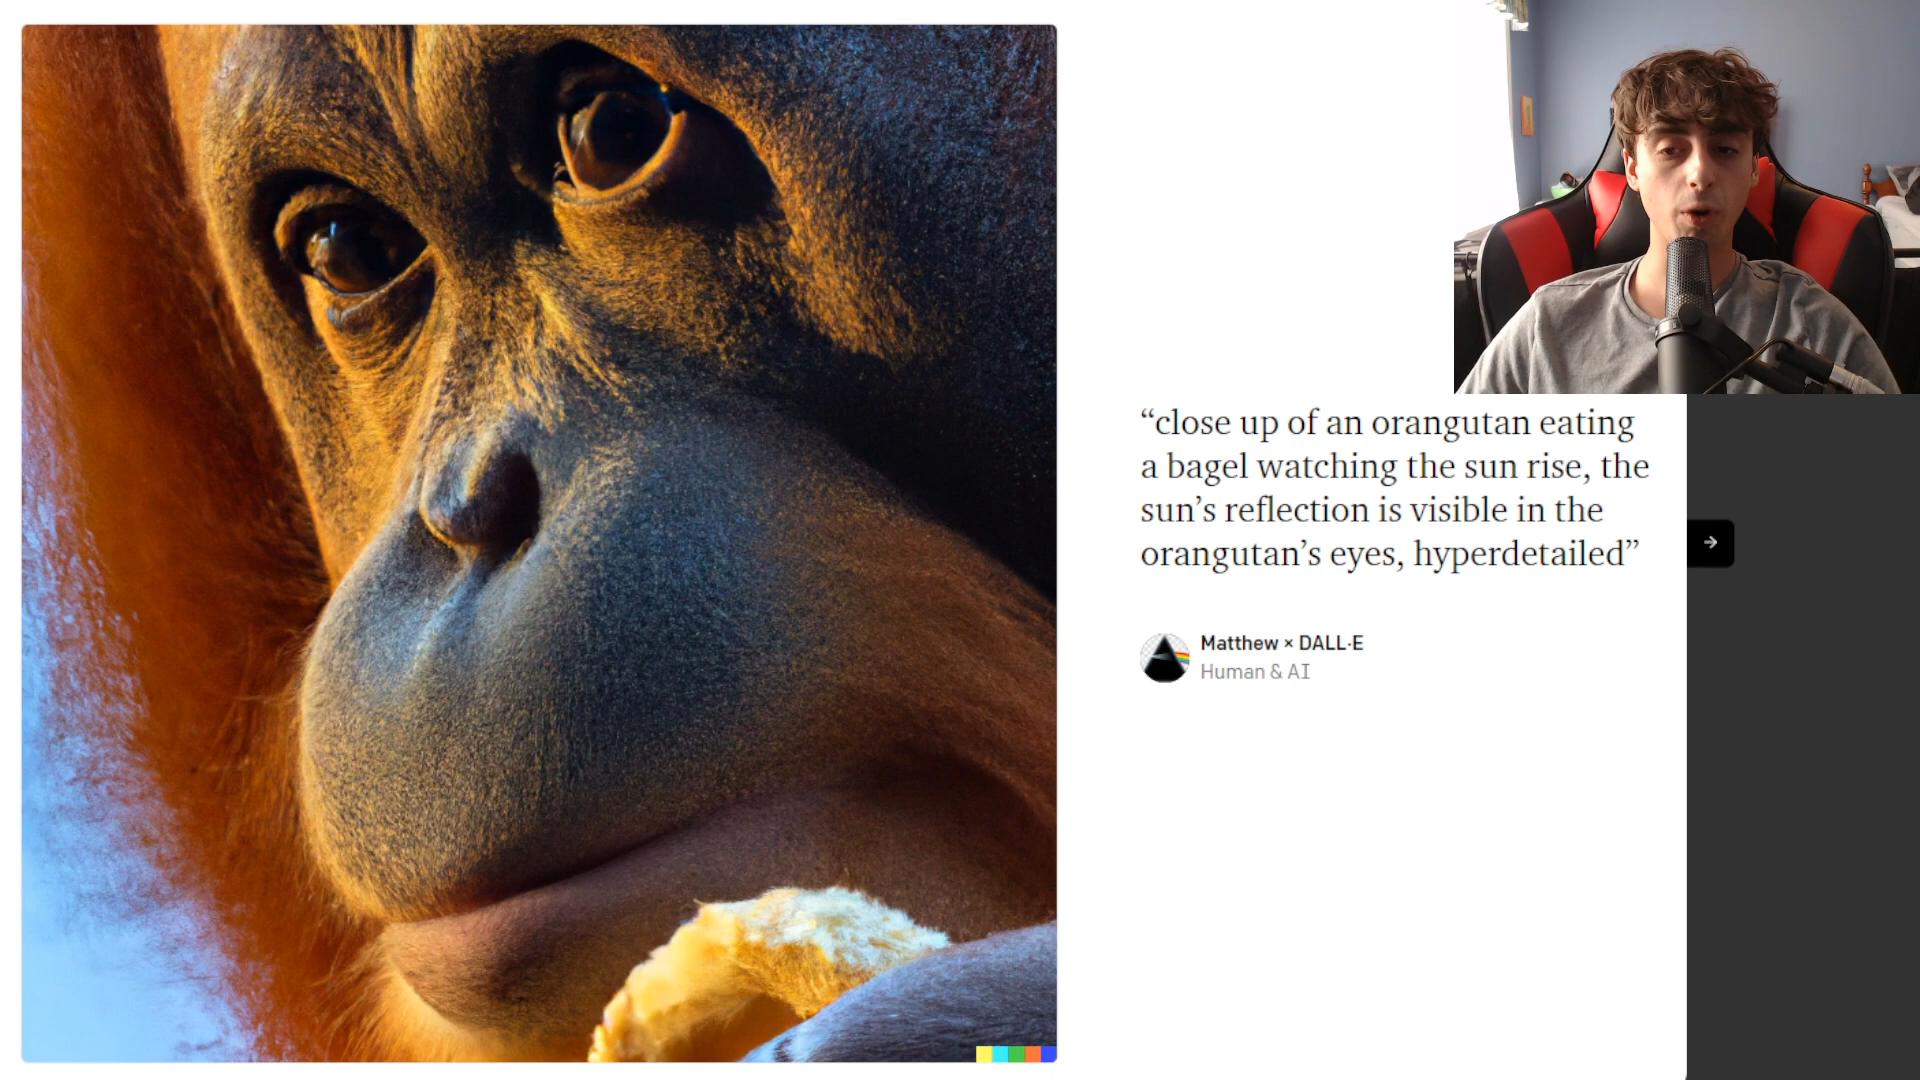 “close up of an orangutan eating
a bagel watching the sun rise, the
sun’s reflection is visible in the
orangutan’s eyes, hyperdetailed”
Matthew × DALL·E
Human & AI